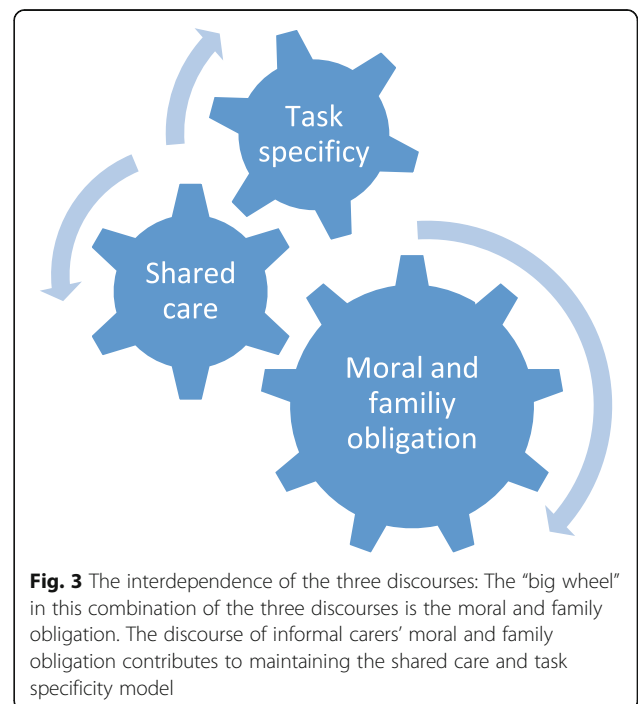 Task
specificy
Shared
care
Moral and
familiy
obligation
Fig. 3 The interdependence of the three discourses: The “big wheel”
in this combination of the three discourses is the moral and family
obligation. The discourse of informal carers’ moral and family
obligation contributes to maintaining the shared care and task
specificity model